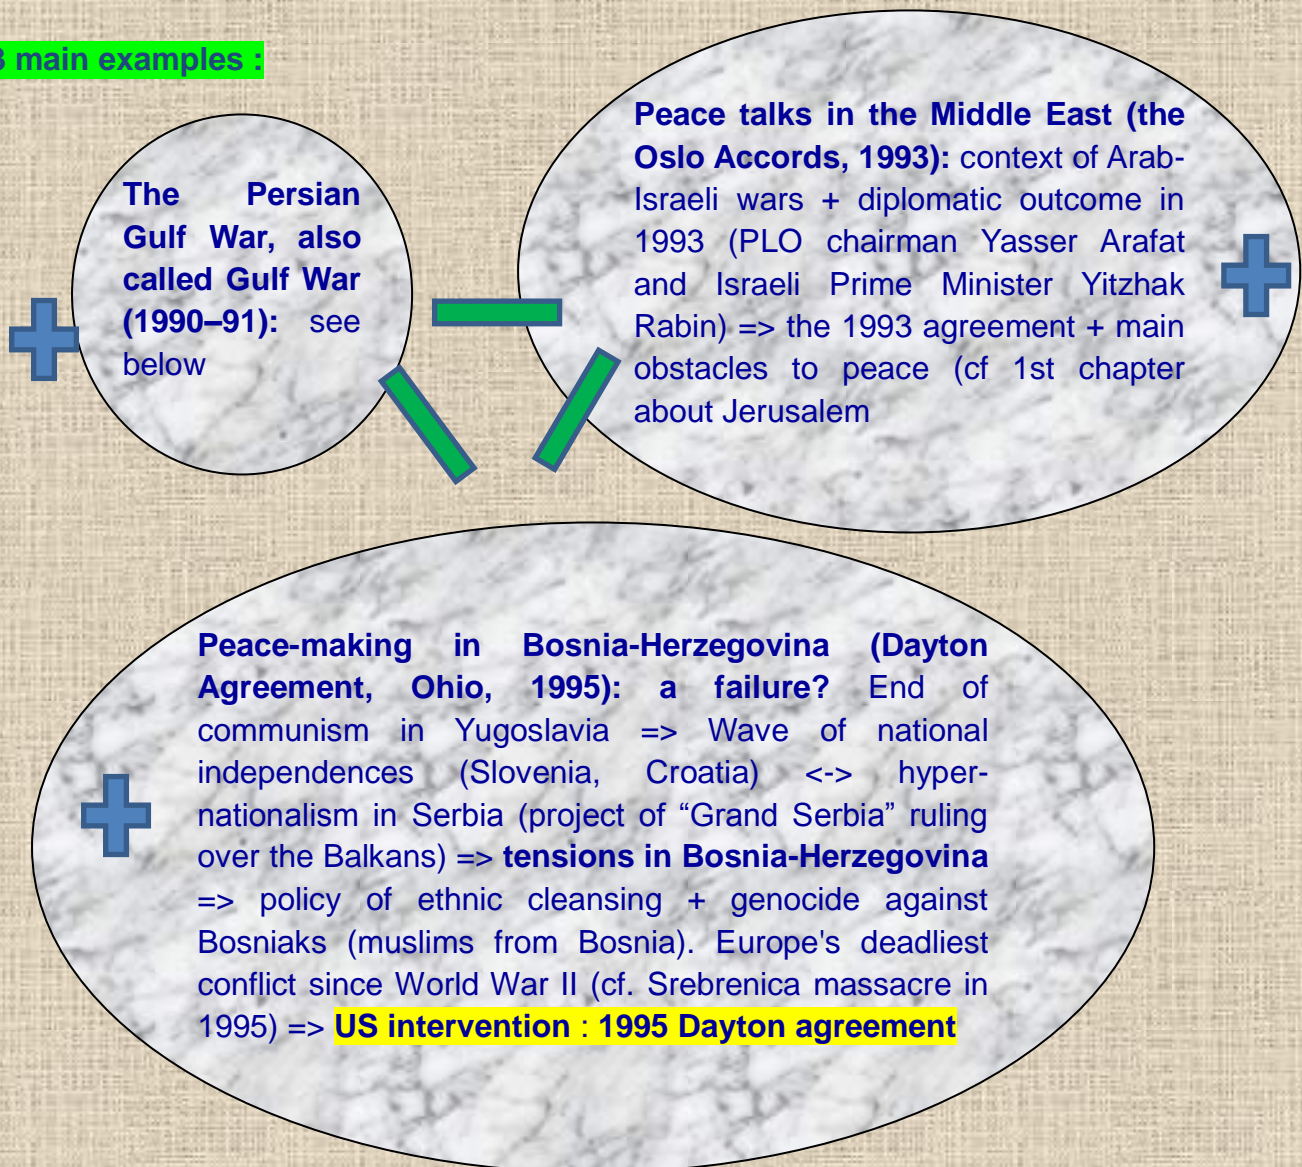 3 main examples :
The Persian
Gulf War, also
called Gulf War
(1990–91): see
below
Peace talks in the Middle East (the
Oslo Accords, 1993): context of Arab-
Israeli wars + diplomatic outcome in
1993 (PLO chairman Yasser Arafat
and Israeli Prime Minister Yitzhak
Rabin) => the 1993 agreement + main
obstacles to peace (cf 1st chapter
about Jerusalem
Peace-making in Bosnia-Herzegovina (Dayton
Agreement, Ohio, 1995): a failure? End of
communism in Yugoslavia => Wave of national
independences (Slovenia, Croatia) <-> hyper-
nationalism in Serbia (project of “Grand Serbia” ruling
over the Balkans) => tensions in Bosnia-Herzegovina
=> policy of ethnic cleansing + genocide against
Bosniaks (muslims from Bosnia). Europe's deadliest
conflict since World War II (cf. Srebrenica massacre in
1995) => US intervention : 1995 Dayton agreement